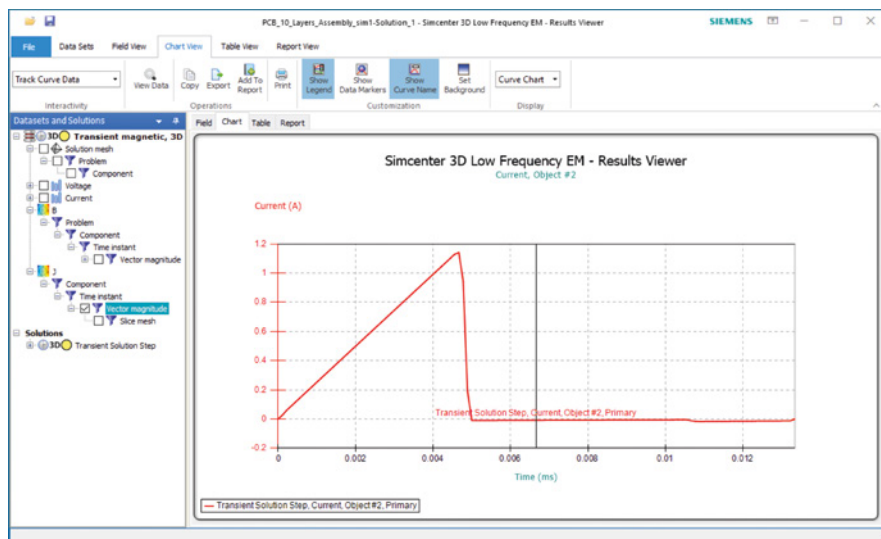 PCB_10_Layers_Assembly_sim1-Solution_1 - Simcenter 3D Low Frequency EM - Results Viewer
SIEMENS
File
Data Sets
Field View
Chart View
Table View
Report View
Track Curve Data
Interactivity
View Data
Copy
Export
Add To
Report
Operations
Print
Show
Legend
Show
Data Markers
Show
Curve Name
Set
Background
Customization
Curve Chart
Display
Datasets and Solutions
3D Transient magnetic, 3D
Solution mesh
Problem
Component
Voltage
Current
B
Problem
Component
Time instant
Vector magnitude
J
Component
Time instant
Vector magnitude
Slice mesh
Solutions
3D Transient Solution Step
Field
Chart
Table
Report
Simcenter 3D Low Frequency EM - Results Viewer
Current, Object #2
Current (A)
1.2
1
0.8
0.6
0.4
0.2
0
-0.2
Transient Solution Step, Current, Object #2, Primary
0
0.002
0.004
0.006
0.008
0.01
0.012
Time (ms)
Transient Solution Step, Current, Object #2, Primary